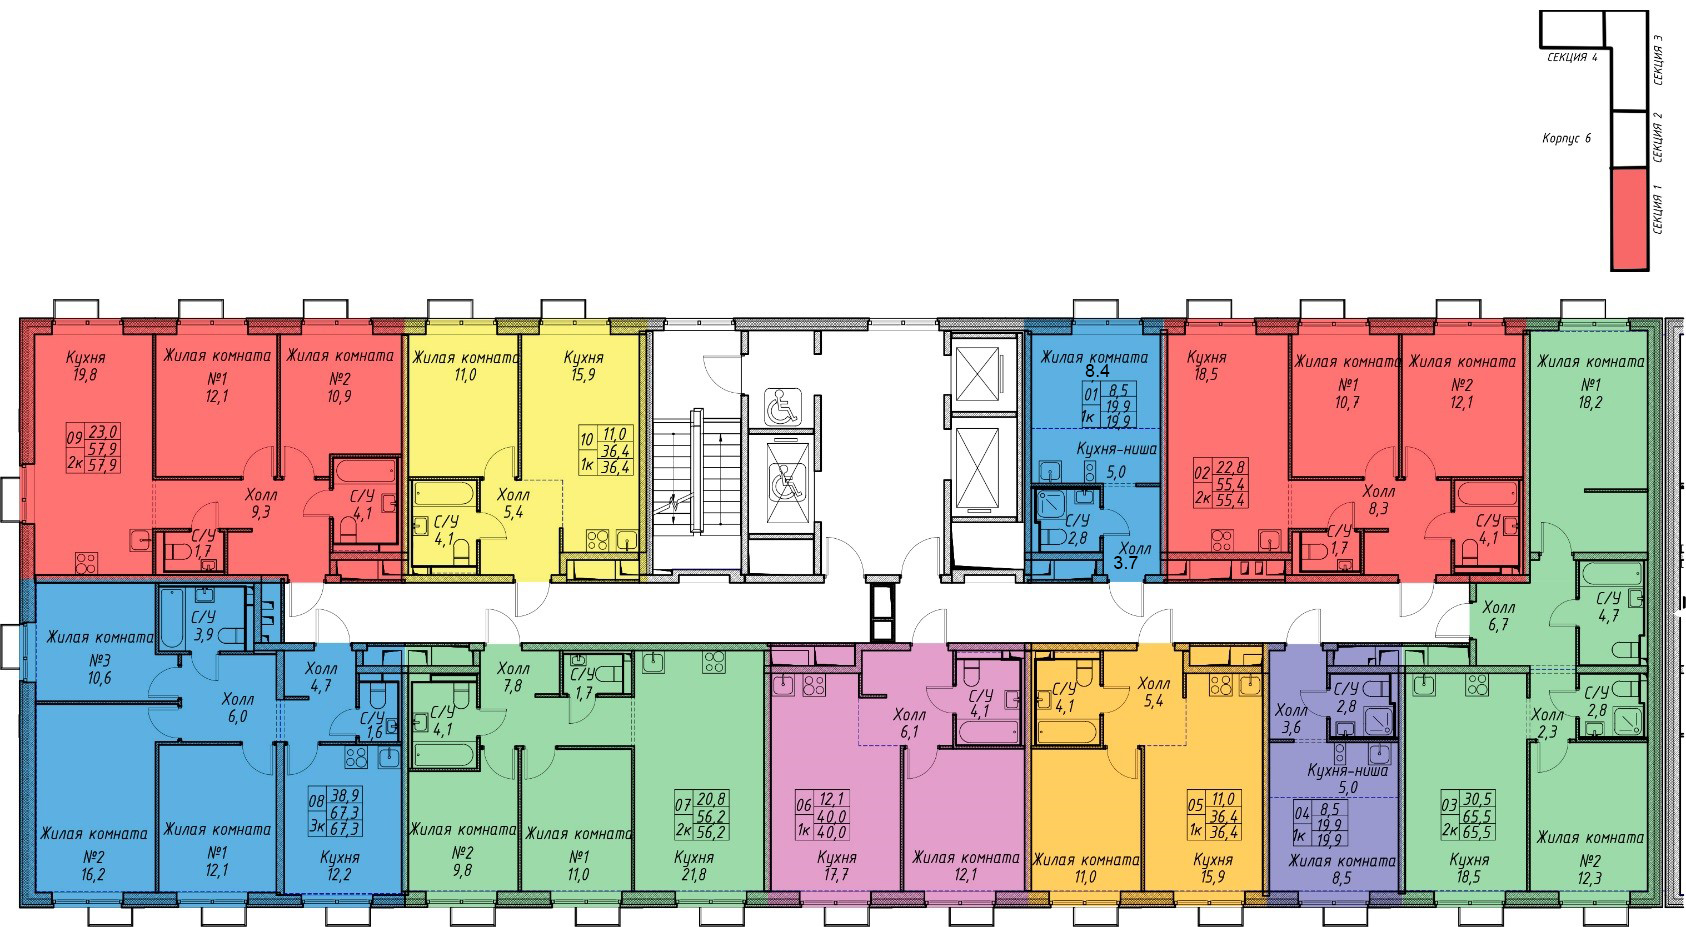 СЕКЦИЯ 4
СЕКЦИЯ 3
Корпус 6
СЕКЦИЯ 2
СЕКЦИЯ 1
Кухня
19,8
09 23,0
57,9
2к 57,9
Жилая комната
№1
12,1
Жилая комната
№2
10,9
Холл
9,3
С/У
1,7
С/У
4,1
Жилая комната
11,0
Кухня
15,9
10 11,0
36,4
1к 36,4
Холл
5,4
С/У
4,1
Жилая комната
8.4
01 8,5
19,9
1к 19,9
Кухня-ниша
5,0
С/У
2,8
Холл
3.7
Кухня
18,5
02 22,8
55,4
2к 55,4
Жилая комната
№1
10,7
Жилая комната
№2
12,1
Холл
8,3
С/У
1,7
С/У
4,1
Жилая комната
№1
18,2
Холл
6,7
С/У
4,7
Жилая комната
№3
10,6
С/У
3,9
Холл
6,0
Холл
4,7
С/У
1,6
Жилая комната
№2
16,2
Жилая комната
№1
12,1
08 38,9
67,3
3к 67,3
Кухня
12,2
Холл
7,8
С/У
1,7
С/У
4,1
Жилая комната
№2
9,8
Жилая комната
№1
11,0
07 20,8
56,2
2к 56,2
Кухня
21,8
Холл
6,1
С/У
4,1
06 12,1
40,0
1к 40,0
Кухня
17,7
Жилая комната
12,1
С/У
4,1
Холл
5,4
Жилая комната
11,0
05 11,0
36,4
1к 36,4
Кухня
15,9
Холл
3,6
С/У
2,8
Кухня-ниша
5,0
04 8,5
19,9
1к 19,9
Жилая комната
8,5
03 30,5
65,5
2к 65,5
Кухня
18,5
Холл
2,3
С/У
2,8
Жилая комната
№2
12,3